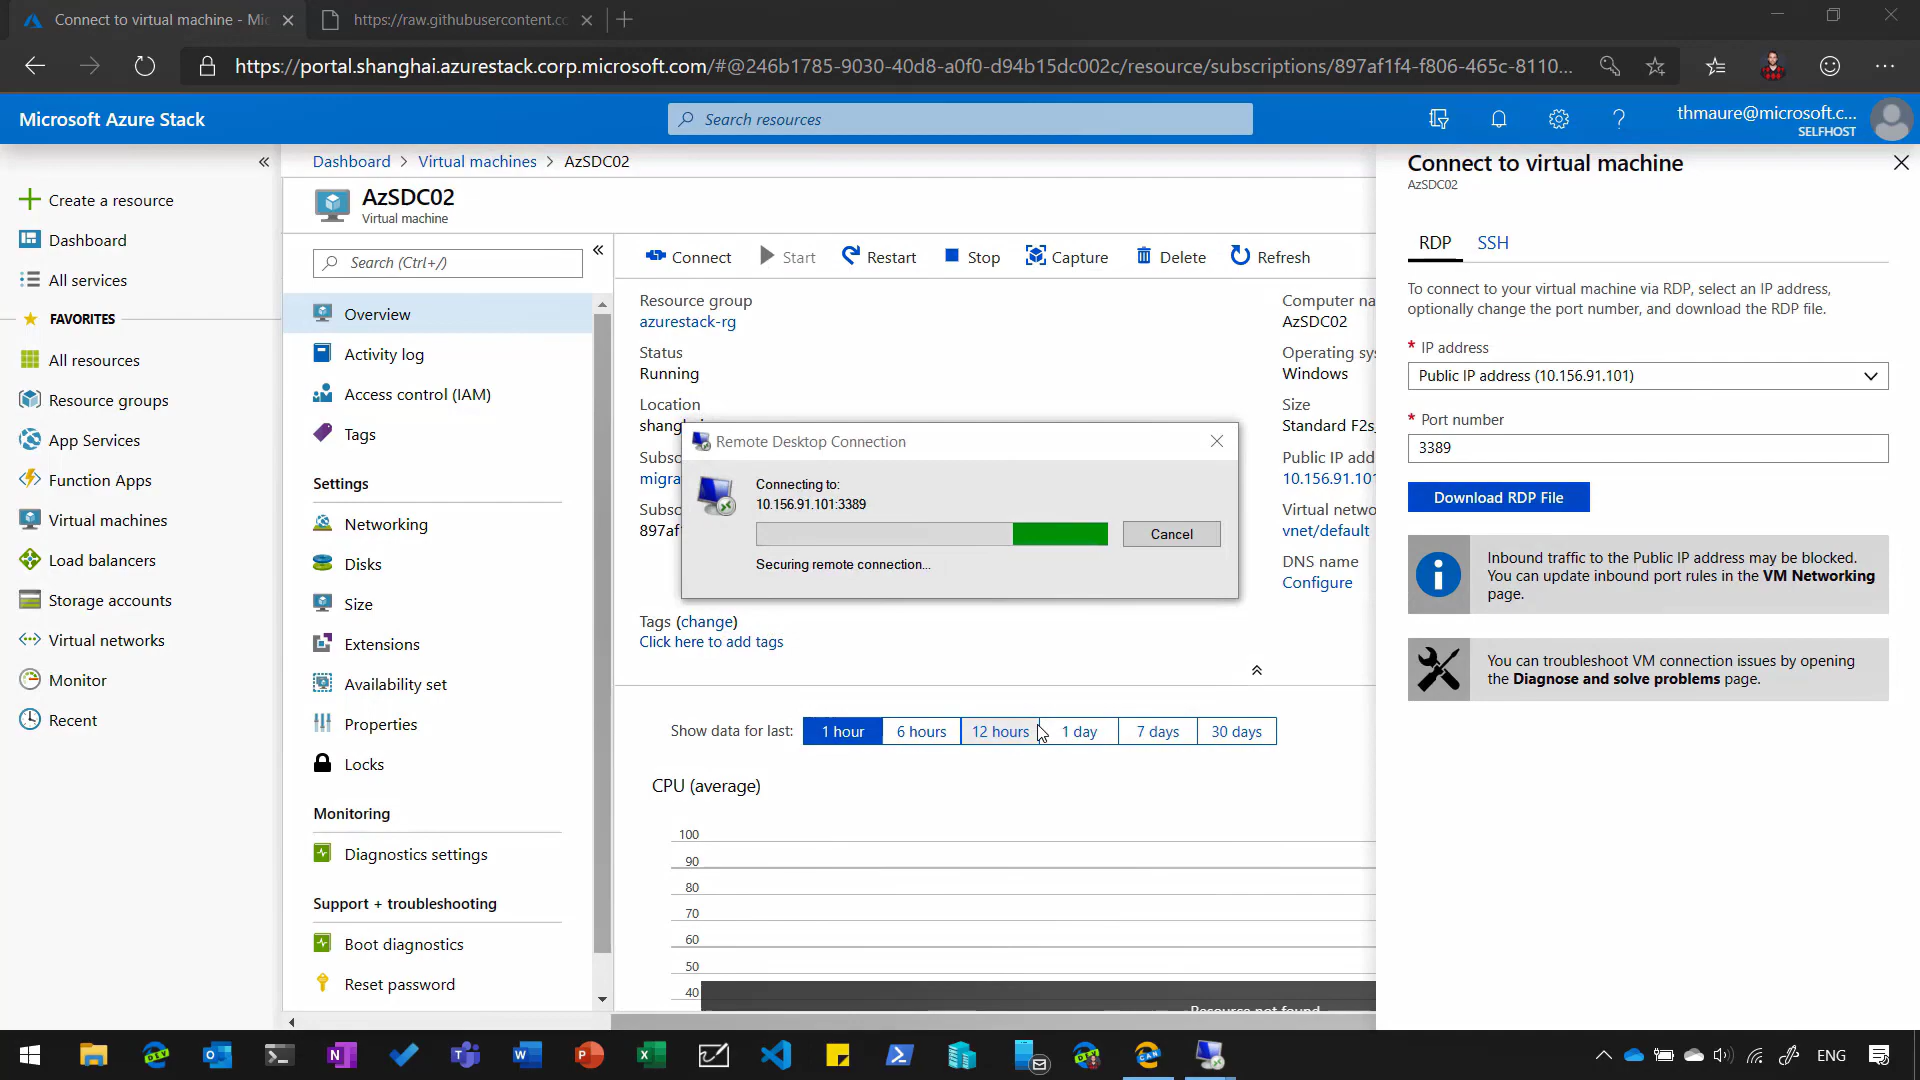 Connect to virtual machine - Mic
https://raw.githubusercontent.co
https://portal.shanghai.azurestack.corp.microsoft.com/#@246b1785-9030-40d8-a0f0-d94b15dc002c/resource/subscriptions/897af1f4-f806-465c-8110...
Microsoft Azure Stack
Search resources
thmaure@microsoft.c...
SELFHOST
Create a resource
Dashboard
All services
FAVORITES
All resources
Resource groups
App Services
Function Apps
Virtual machines
Load balancers
Storage accounts
Virtual networks
Monitor
Recent
Dashboard > Virtual machines > AzSDC02
AzSDC02
Virtual machine
Search (Ctrl+/)
Overview
Activity log
Access control (IAM)
Tags
Settings
Networking
Disks
Size
Extensions
Availability set
Properties
Locks
Monitoring
Diagnostics settings
Support + troubleshooting
Boot diagnostics
Reset password
Connect
Start
Restart
Stop
Capture
Delete
Refresh
Resource group
azurestack-rg
Status
Running
Location
shang
Subsc
migra
Subsc
897af
Computer na
AzSDC02
Operating sys
Windows
Size
Standard F2s
Public IP add
10.156.91.101
Virtual netwo
vnet/default
DNS name
Configure
Tags (change)
Click here to add tags
Remote Desktop Connection
Connecting to:
10.156.91.101:3389
Cancel
Securing remote connection...
Show data for last:
1 hour
6 hours
12 hours
1 day
7 days
30 days
CPU (average)
100
90
80
70
60
50
40
Resource not found
Connect to virtual machine
AzSDC02
RDP
SSH
To connect to your virtual machine via RDP, select an IP address,
optionally change the port number, and download the RDP file.
* IP address
Public IP address (10.156.91.101)
* Port number
3389
Download RDP File
Inbound traffic to the Public IP address may be blocked.
You can update inbound port rules in the VM Networking
page.
You can troubleshoot VM connection issues by opening
the Diagnose and solve problems page.
ENG